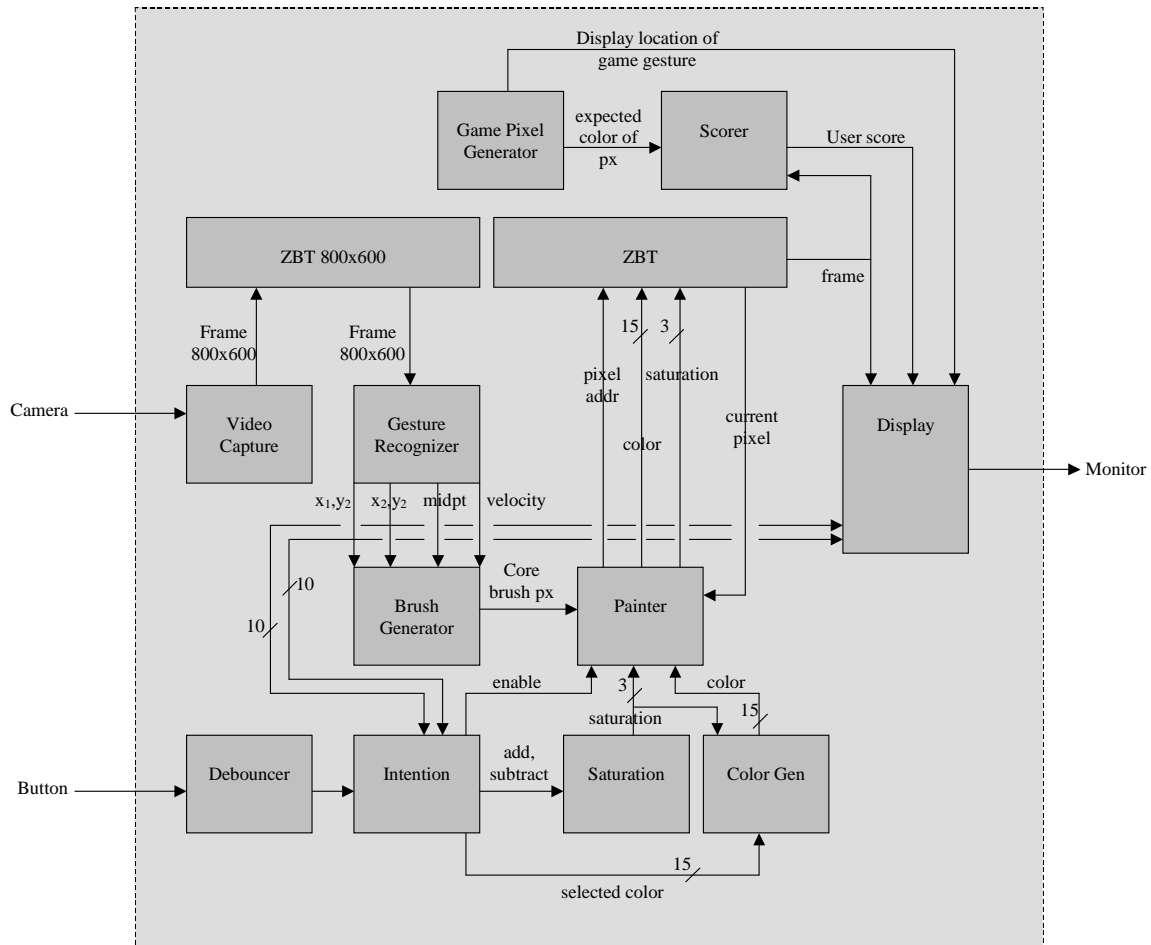 Display location of
game gesture
Game Pixel
Generator
expected
color of
px
Scorer
User score
ZBT 800x600
ZBT
frame
Frame
800x600
Frame
800x600
15
3
pixel
addr
saturation
color
current
pixel
Camera
Video
Capture
Gesture
Recognizer
Display
Monitor
x₁,y₂
x₂,y₂
midpt
velocity
10
10
Brush
Generator
Core
brush px
Painter
enable
3
saturation
color
15
Button
Debouncer
Intention
add,
subtract
Saturation
Color Gen
15
selected color